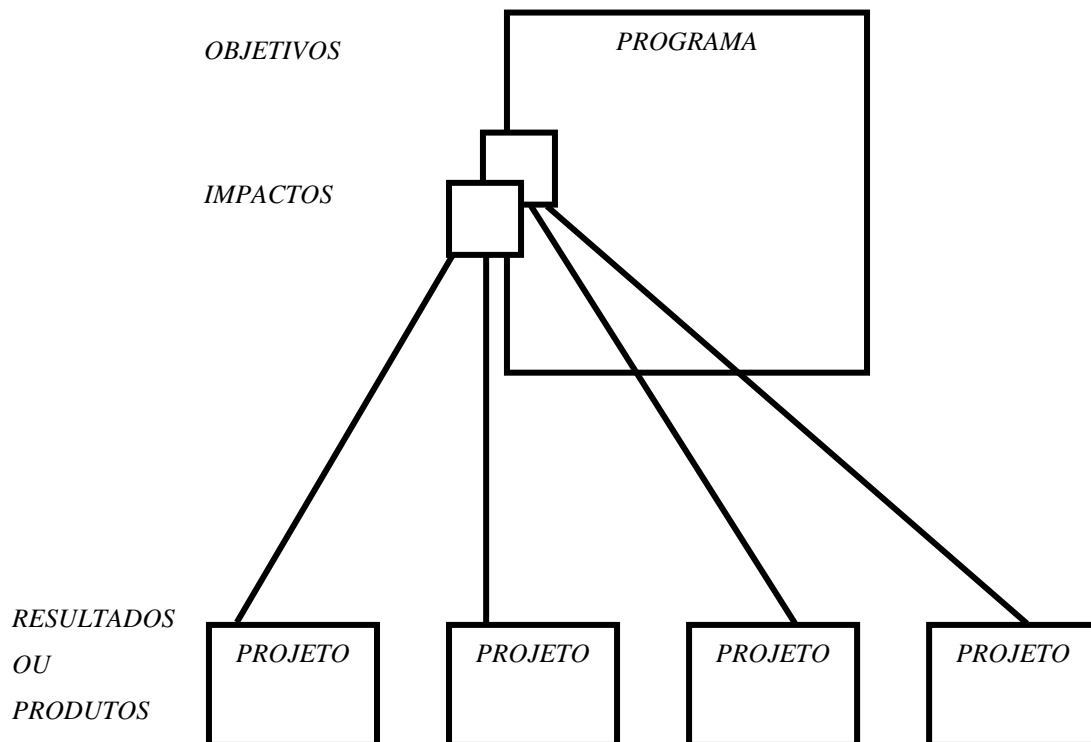 OBJETIVOS
PROGRAMA
IMPACTOS
RESULTADOS
OU
PRODUTOS
PROJETO
PROJETO
PROJETO
PROJETO